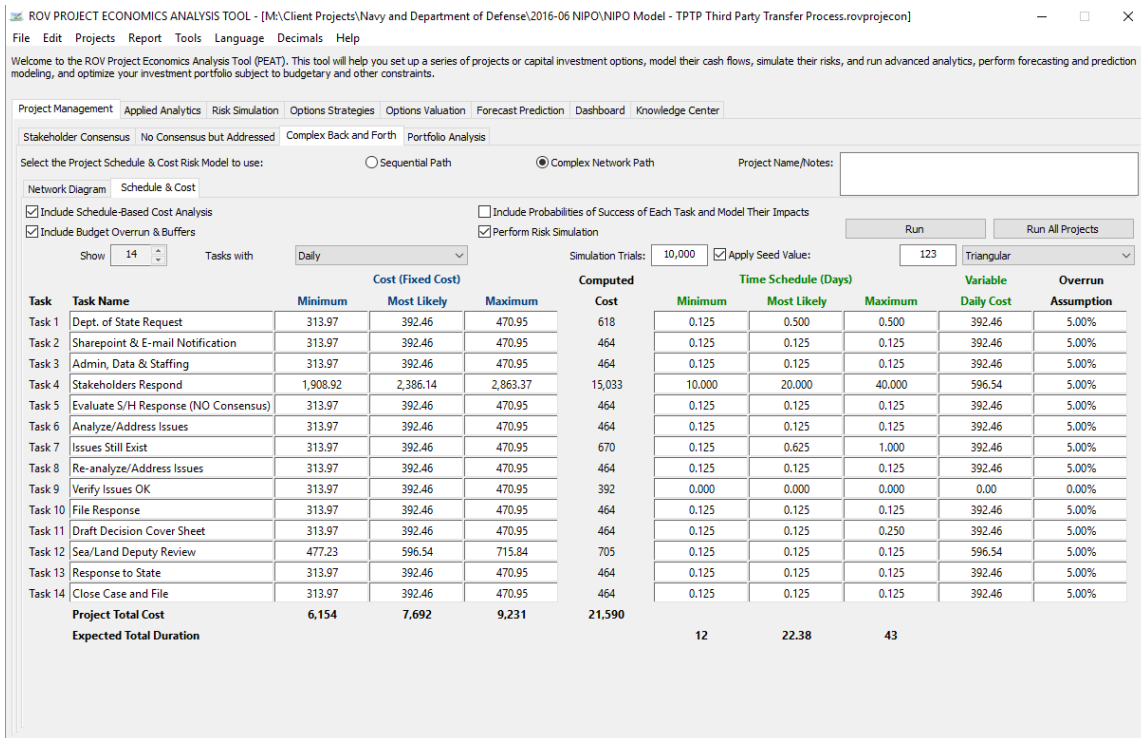 ROV PROJECT ECONOMICS ANALYSIS TOOL - [M:\Client Projects\Navy and Department of Defense\2016-06 NIPO\NIPO Model - TPTP Third Party Transfer Process.rovprojecon]
File Edit Projects Report Tools Language Decimals Help
Welcome to the ROV Project Economics Analysis Tool (PEAT). This tool will help you set up a series of projects or capital investment options, model their cash flows, simulate their risks, and run advanced analytics, perform forecasting and prediction
modeling, and optimize your investment portfolio subject to budgetary and other constraints.
Project Management Applied Analytics Risk Simulation Options Strategies Options Valuation Forecast Prediction Dashboard Knowledge Center
Stakeholder Consensus No Consensus but Addressed Complex Back and Forth Portfolio Analysis
Select the Project Schedule & Cost Risk Model to use: Sequential Path Complex Network Path Project Name/Notes:
Network Diagram Schedule & Cost
Include Schedule-Based Cost Analysis Include Probabilities of Success of Each Task and Model Their Impacts
Include Budget Overrun & Buffers Perform Risk Simulation Run Run All Projects
Show 14 Tasks with Daily Simulation Trials: 10,000 Apply Seed Value: 123 Triangular
Cost (Fixed Cost) Computed Time Schedule (Days) Variable Overrun
Task Task Name Minimum Most Likely Maximum Cost Minimum Most Likely Maximum Daily Cost Assumption
Task 1 Dept. of State Request 313.97 392.46 470.95 618 0.125 0.500 0.500 392.46 5.00%
Task 2 Sharepoint & E-mail Notification 313.97 392.46 470.95 464 0.125 0.125 0.125 392.46 5.00%
Task 3 Admin, Data & Staffing 313.97 392.46 470.95 464 0.125 0.125 0.125 392.46 5.00%
Task 4 Stakeholders Respond 1,908.92 2,386.14 2,863.37 15,033 10.000 20.000 40.000 596.54 5.00%
Task 5 Evaluate S/H Response (NO Consensus) 313.97 392.46 470.95 464 0.125 0.125 0.125 392.46 5.00%
Task 6 Analyze/Address Issues 313.97 392.46 470.95 464 0.125 0.125 0.125 392.46 5.00%
Task 7 Issues Still Exist 313.97 392.46 470.95 670 0.125 0.625 1.000 392.46 5.00%
Task 8 Re-analyze/Address Issues 313.97 392.46 470.95 464 0.125 0.125 0.125 392.46 5.00%
Task 9 Verify Issues OK 313.97 392.46 470.95 392 0.000 0.000 0.000 0.00 0.00%
Task 10 File Response 313.97 392.46 470.95 464 0.125 0.125 0.125 392.46 5.00%
Task 11 Draft Decision Cover Sheet 313.97 392.46 470.95 464 0.125 0.125 0.250 392.46 5.00%
Task 12 Sea/Land Deputy Review 477.23 596.54 715.84 705 0.125 0.125 0.125 596.54 5.00%
Task 13 Response to State 313.97 392.46 470.95 464 0.125 0.125 0.125 392.46 5.00%
Task 14 Close Case and File 313.97 392.46 470.95 464 0.125 0.125 0.125 392.46 5.00%
Project Total Cost 6,154 7,692 9,231 21,590
Expected Total Duration 12 22.38 43